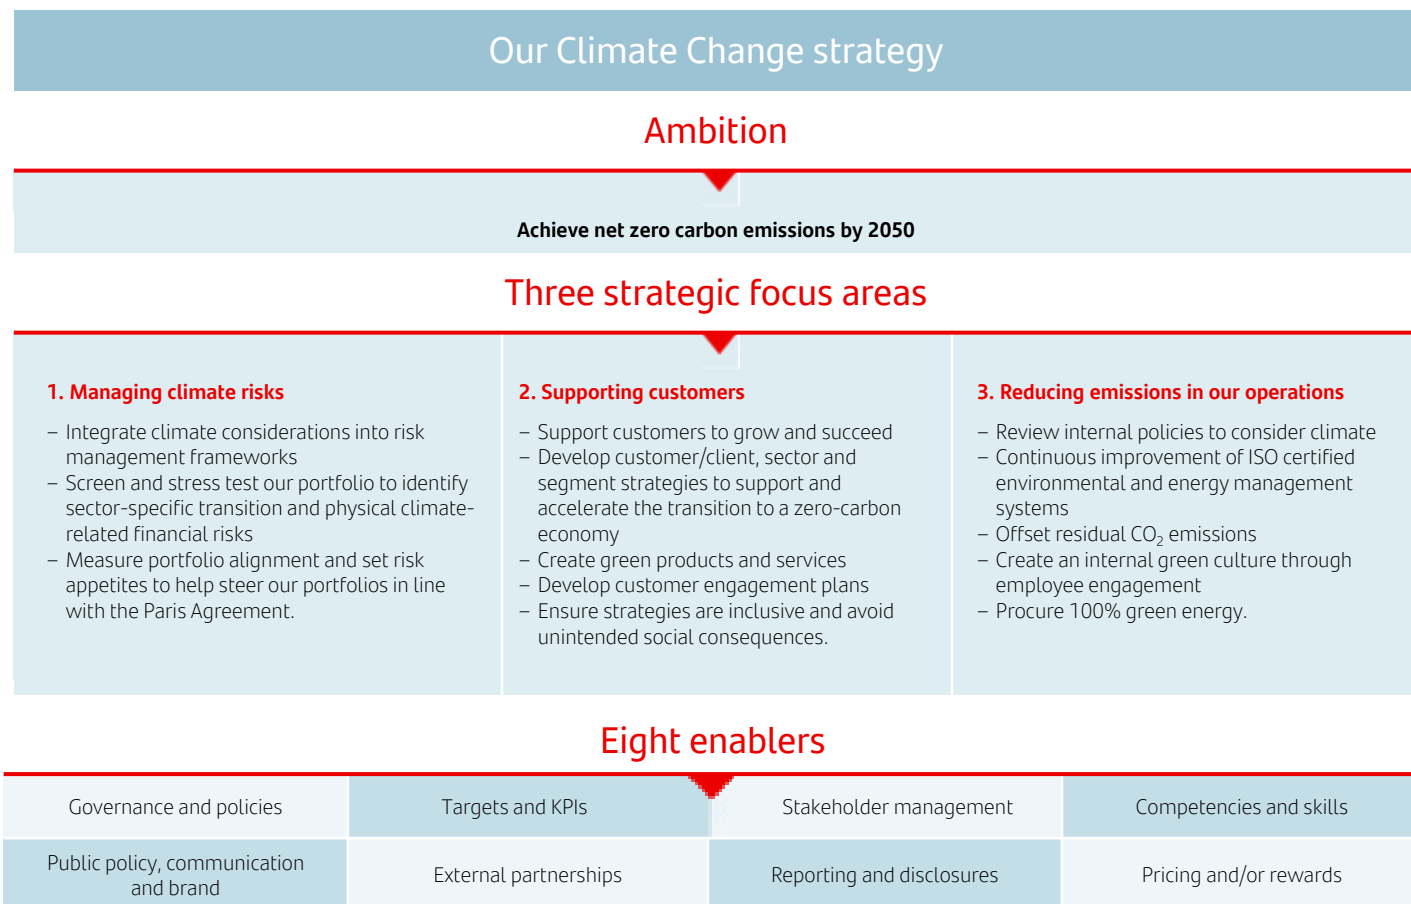 Our Climate Change strategy
Ambition
Achieve net zero carbon emissions by 2050
Three strategic focus areas
1. Managing climate risks
– Integrate climate considerations into risk
management frameworks
– Screen and stress test our portfolio to identify
sector-specific transition and physical climate-
related financial risks
– Measure portfolio alignment and set risk
appetites to help steer our portfolios in line
with the Paris Agreement.
2. Supporting customers
– Support customers to grow and succeed
– Develop customer/client, sector and
segment strategies to support and
accelerate the transition to a zero-carbon
economy
– Create green products and services
– Develop customer engagement plans
– Ensure strategies are inclusive and avoid
unintended social consequences.
3. Reducing emissions in our operations
– Review internal policies to consider climate
– Continuous improvement of ISO certified
environmental and energy management
systems
– Offset residual CO₂ emissions
– Create an internal green culture through
employee engagement
– Procure 100% green energy.
Eight enablers
Governance and policies
Targets and KPIs
Stakeholder management
Competencies and skills
Public policy, communication
and brand
External partnerships
Reporting and disclosures
Pricing and/or rewards